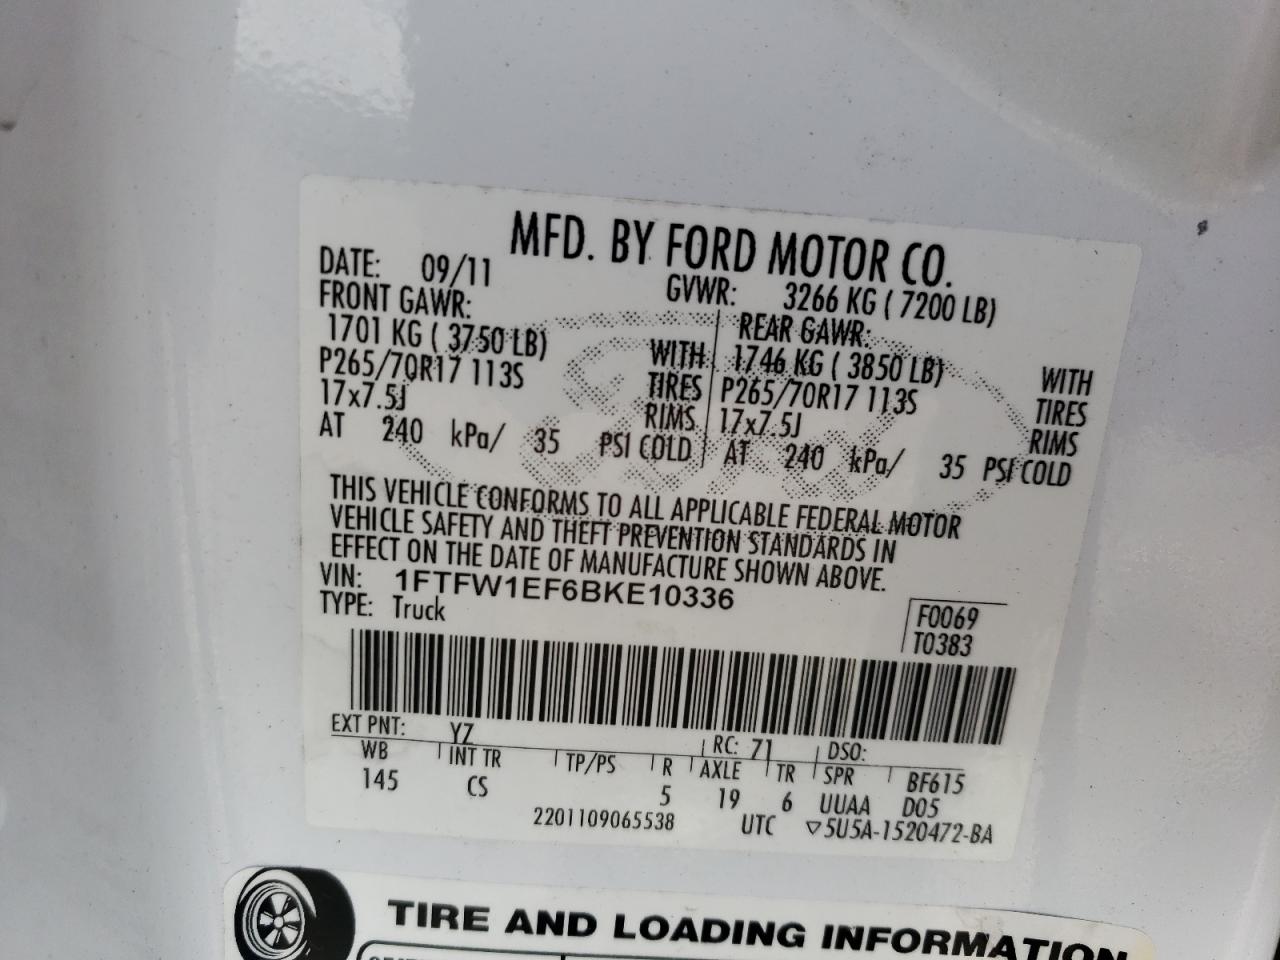 MFD. BY FORD MOTOR CO.
DATE: 09/11 GVWR: 3266 KG ( 7200 LB)
FRONT GAWR: REAR GAWR:
1701 KG ( 3750 LB) WITH 1746 KG ( 3850 LB) WITH
P265/70R17 113S TIRES P265/70R17 113S TIRES
17x7.5J RIMS 17x7.5J RIMS
AT 240 kPa/ 35 PSI COLD AT 240 kPa/ 35 PSI COLD
THIS VEHICLE CONFORMS TO ALL APPLICABLE FEDERAL MOTOR
VEHICLE SAFETY AND THEFT PREVENTION STANDARDS IN
EFFECT ON THE DATE OF MANUFACTURE SHOWN ABOVE.
VIN: 1FTFW1EF6BKE10336
TYPE: Truck
F0069
T0383
EXT PNT: YZ RC: 71 DSO:
WB INT TR TP/PS R AXLE TR SPR BF615
145 CS 5 19 6 UUAA D05
2201109065538 UTC ▽5U5A-1520472-BA
TIRE AND LOADING INFORMATION